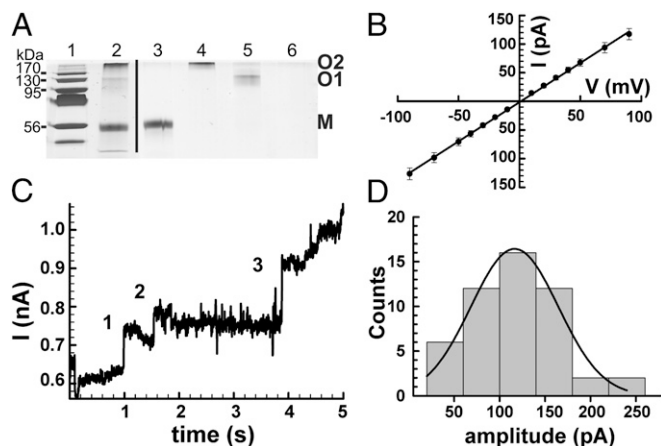 A
1 2 3 4 5 6
kDa
170
130
95
56
O2
O1
M
B
I (pA)
150
100
50
V (mV)
-100 -50 50 100
50
100
150
C
I (nA)
1.0
0.9
0.8
0.7
0.6
1
2
3
1 2 3 4 5
time (s)
D
Counts
20
15
10
5
0
50 100 150 200 250
amplitude (pA)